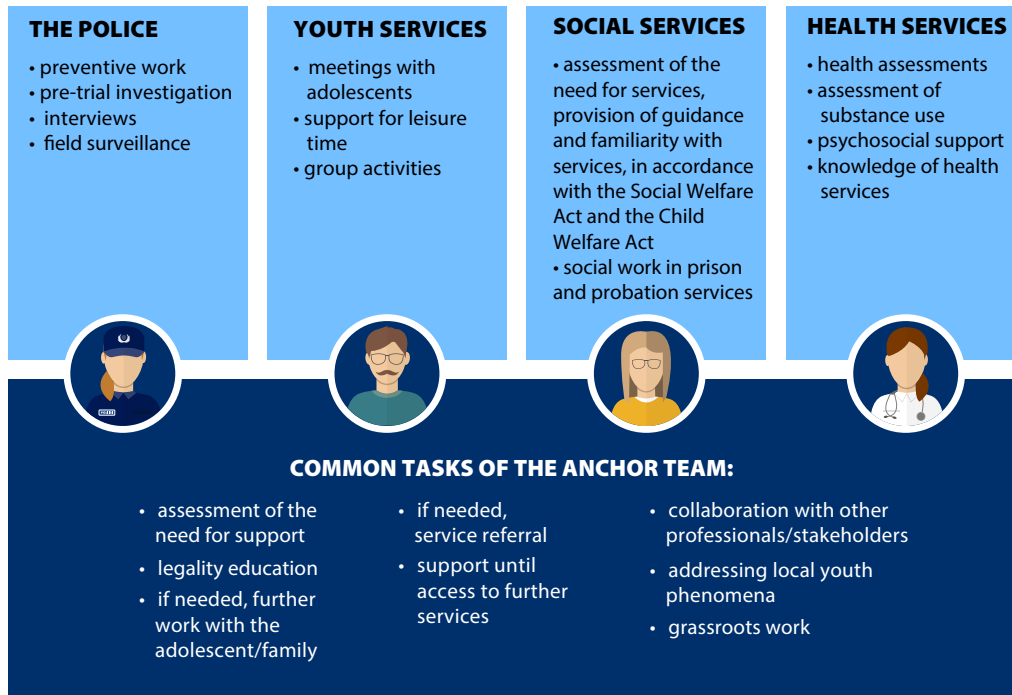 THE POLICE
• preventive work
• pre-trial investigation
• interviews
• field surveillance
YOUTH SERVICES
• meetings with
adolescents
• support for leisure
time
• group activities
SOCIAL SERVICES
• assessment of the
need for services,
provision of guidance
and familiarity with
services, in accordance
with the Social Welfare
Act and the Child
Welfare Act
• social work in prison
and probation services
HEALTH SERVICES
• health assessments
• assessment of
substance use
• psychosocial support
• knowledge of health
services
COMMON TASKS OF THE ANCHOR TEAM:
• assessment of the
need for support
• legality education
• if needed, further
work with the
adolescent/family
• if needed,
service referral
• support until
access to further
services
• collaboration with other
professionals/stakeholders
• addressing local youth
phenomena
• grassroots work